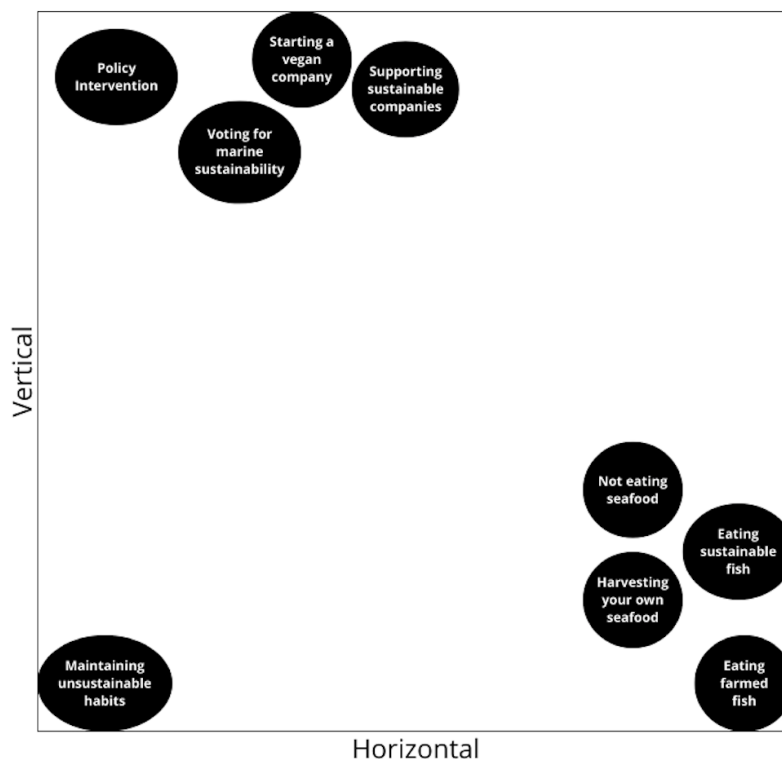 Policy
Intervention
Starting a
vegan
company
Supporting
sustainable
companies
Voting for
marine
sustainability
Vertical
Not eating
seafood
Eating
sustainable
fish
Harvesting
your own
seafood
Maintaining
unsustainable
habits
Eating
farmed
fish
Horizontal